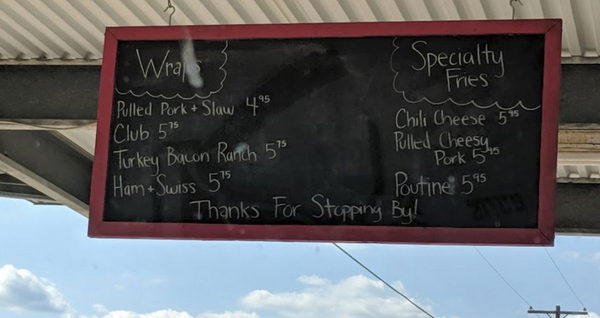 Wraps
Pulled Pork + Slaw 4.95
Club 5.75
Turkey Bacon Ranch 5.75
Ham + Swiss 5.75
Specialty
Fries
Chili Cheese 5.95
Pulled Cheesy
Pork 5.95
Poutine 5.95
Thanks For Stopping By!